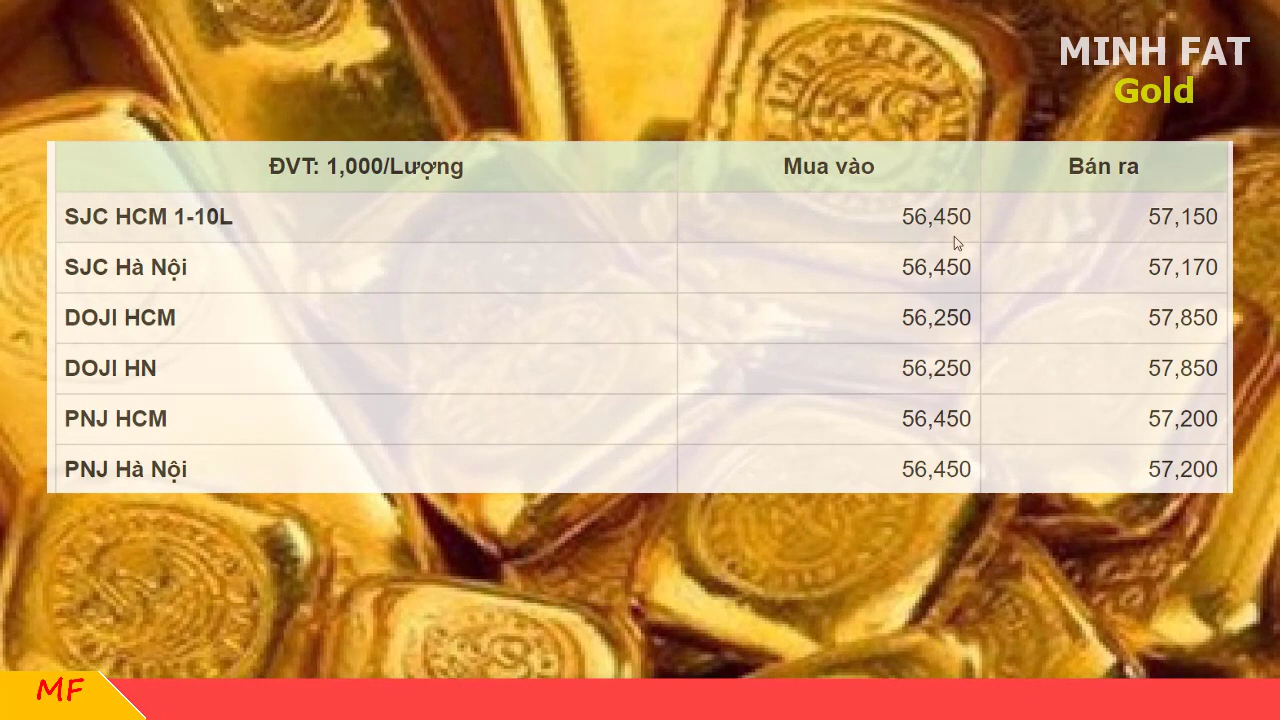 MINH FAT
Gold
ĐVT: 1,000/Lượng Mua vào Bán ra
SJC HCM 1-10L 56,450 57,150
SJC Hà Nội 56,450 57,170
DOJI HCM 56,250 57,850
DOJI HN 56,250 57,850
PNJ HCM 56,450 57,200
PNJ Hà Nội 56,450 57,200
MF